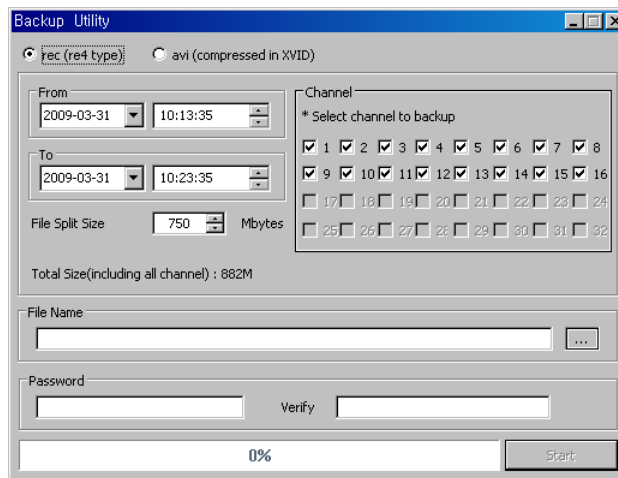 Backup Utility
rec (re4 type) avi (compressed in XVID)
From
2009-03-31 10:13:35
To
2009-03-31 10:23:35
File Split Size 750 Mbytes
Total Size(including all channel) : 882M
Channel
* Select channel to backup
1 2 3 4 5 6 7 8
9 10 11 12 13 14 15 16
17 18 19 20 21 22 23 24
25 26 27 28 29 30 31 32
File Name
...
Password
Verify
0% Start